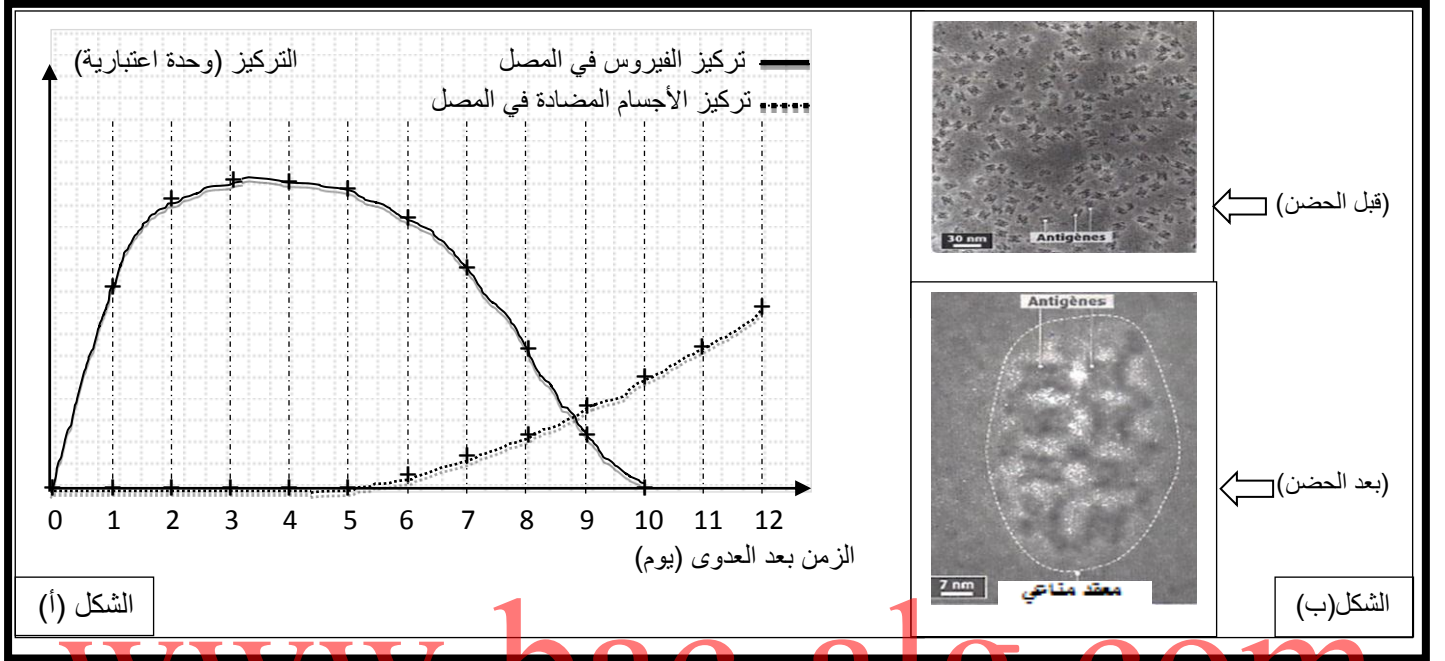 تركيز الفيروس في المصل
التركيز (وحدة اعتبارية)
تركيز الأجسام المضادة في المصل
0 1 2 3 4 5 6 7 8 9 10 11 12
الزمن بعد العدوى (يوم)
الشكل (أ)
30 nm
Antigènes
(قبل الحضن)
Antigènes
7 nm
معقد مناعي
(بعد الحضن)
الشكل(ب)
www.bac-alg.com